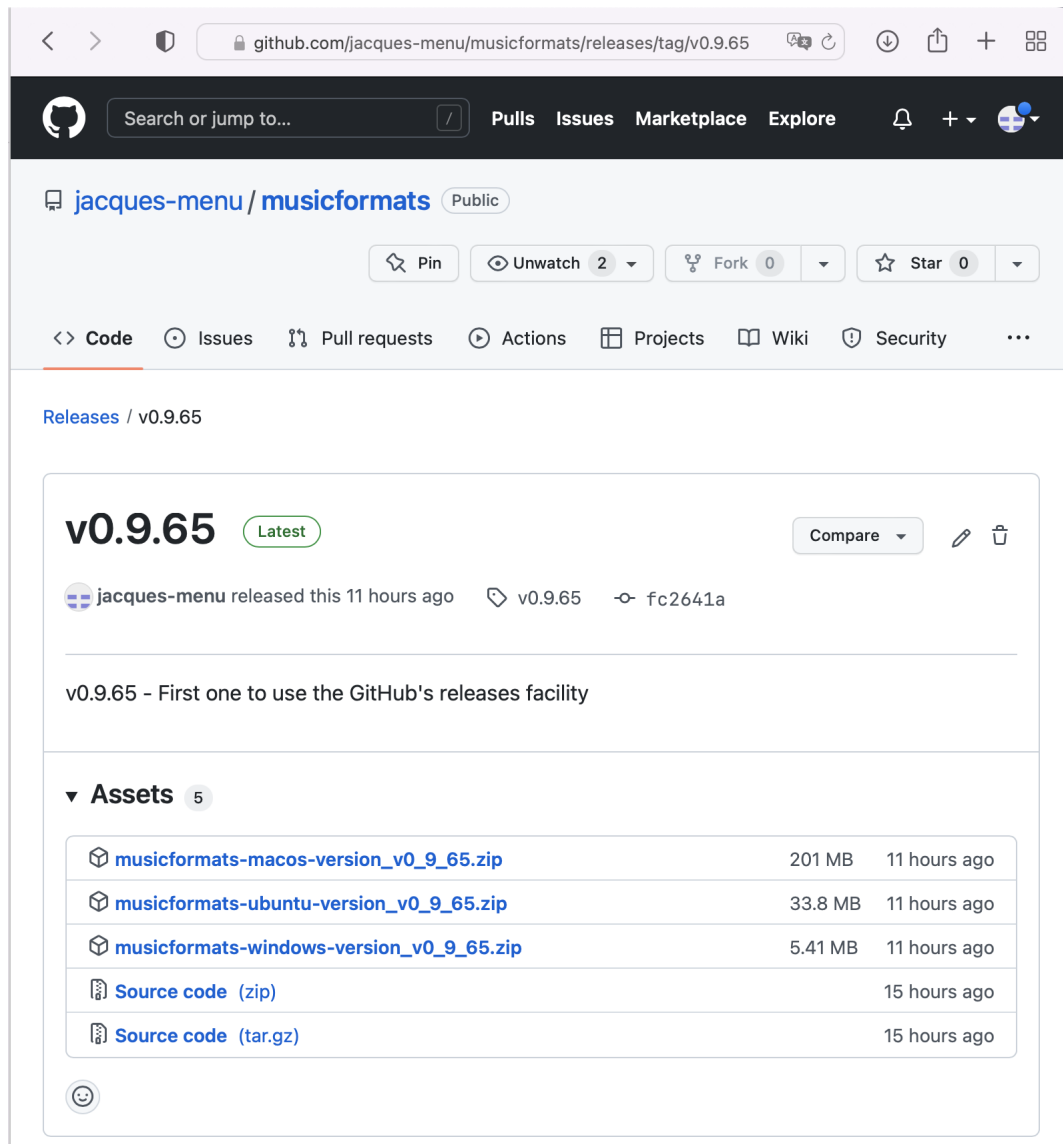 github.com/jacques-menu/musicformats/releases/tag/v0.9.65
Search or jump to... / Pulls Issues Marketplace Explore
jacques-menu / musicformats Public
Pin Unwatch 2 Fork 0 Star 0
Code Issues Pull requests Actions Projects Wiki Security
Releases / v0.9.65
v0.9.65 Latest Compare
jacques-menu released this 11 hours ago v0.9.65 fc2641a
v0.9.65 - First one to use the GitHub's releases facility
Assets 5
musicformats-macos-version_v0_9_65.zip 201 MB 11 hours ago
musicformats-ubuntu-version_v0_9_65.zip 33.8 MB 11 hours ago
musicformats-windows-version_v0_9_65.zip 5.41 MB 11 hours ago
Source code (zip) 15 hours ago
Source code (tar.gz) 15 hours ago